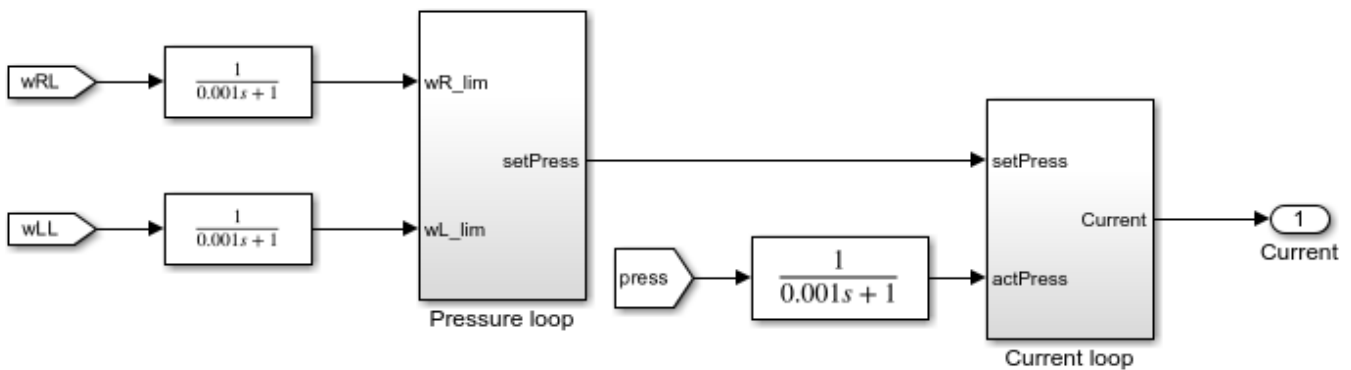 wRL
1
0.001s + 1
wR_lim
setPress
wLL
1
0.001s + 1
wL_lim
Pressure loop
press
1
0.001s + 1
setPress
Current
actPress
Current loop
1
Current